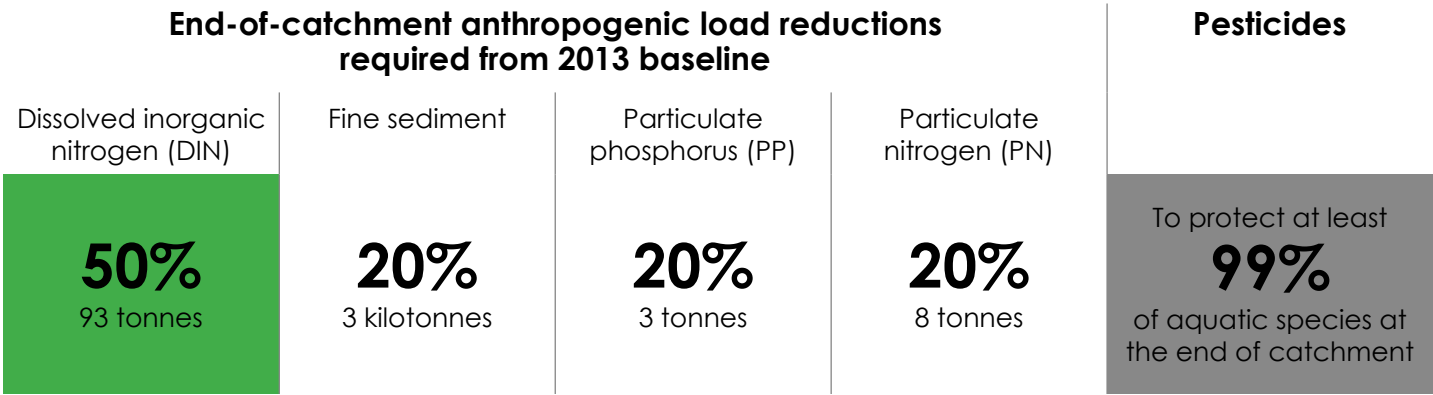 End-of-catchment anthropogenic load reductions
required from 2013 baseline
Pesticides
Dissolved inorganic
nitrogen (DIN)
Fine sediment
Particulate
phosphorus (PP)
Particulate
nitrogen (PN)
50%
93 tonnes
20%
3 kilotonnes
20%
3 tonnes
20%
8 tonnes
To protect at least
99%
of aquatic species at
the end of catchment